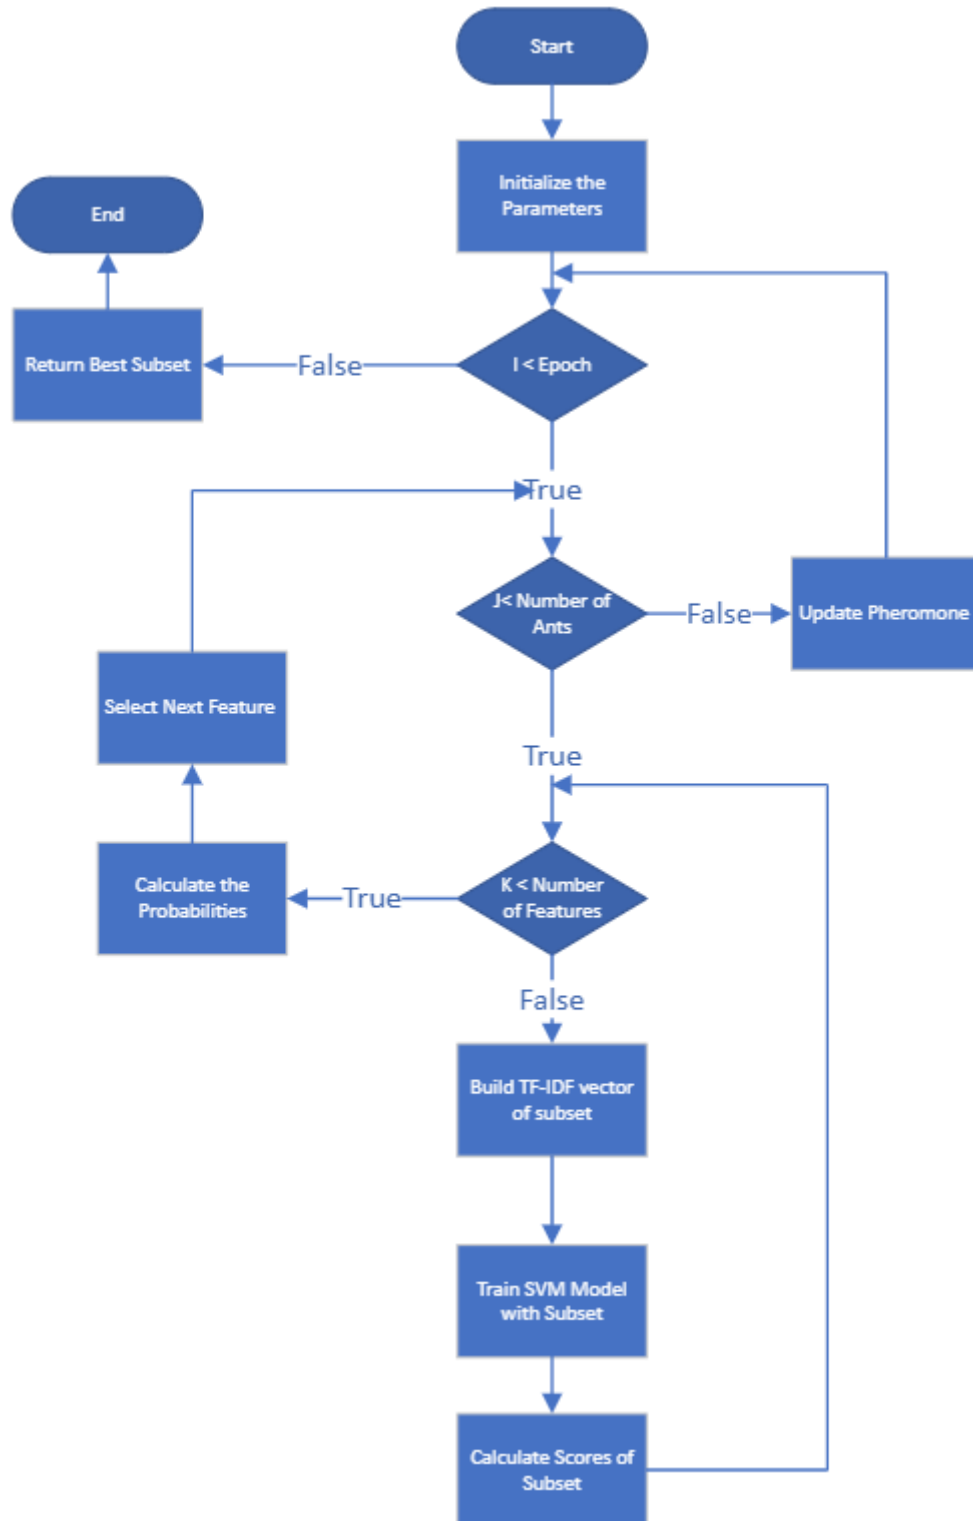 Start
Initialize the
Parameters
End
Return Best Subset
False
I < Epoch
True
J< Number of
Ants
False
Update Pheromone
Select Next Feature
True
Calculate the
Probabilities
True
K < Number
of Features
False
Build TF-IDF vector
of subset
Train SVM Model
with Subset
Calculate Scores of
Subset